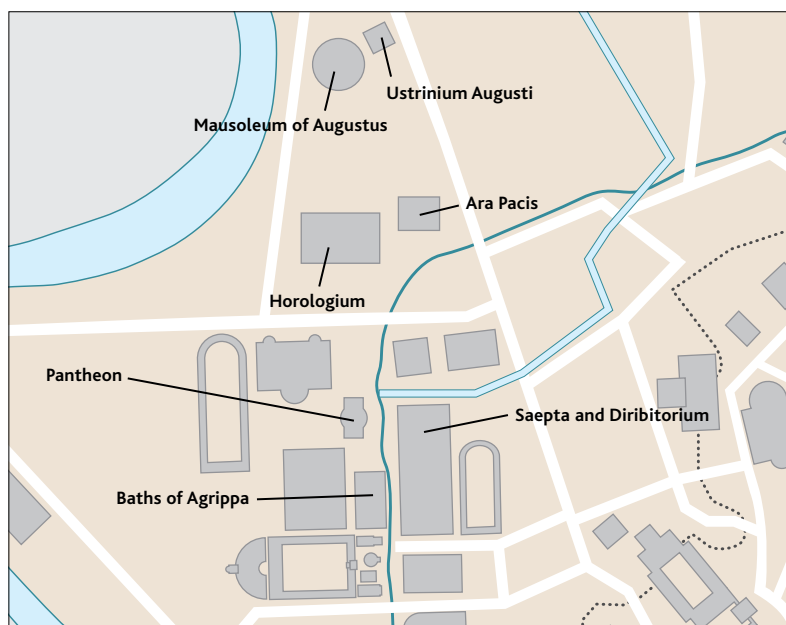 Ustrinium Augusti
Mausoleum of Augustus
Ara Pacis
Horologium
Pantheon
Saepta and Diribitorium
Baths of Agrippa